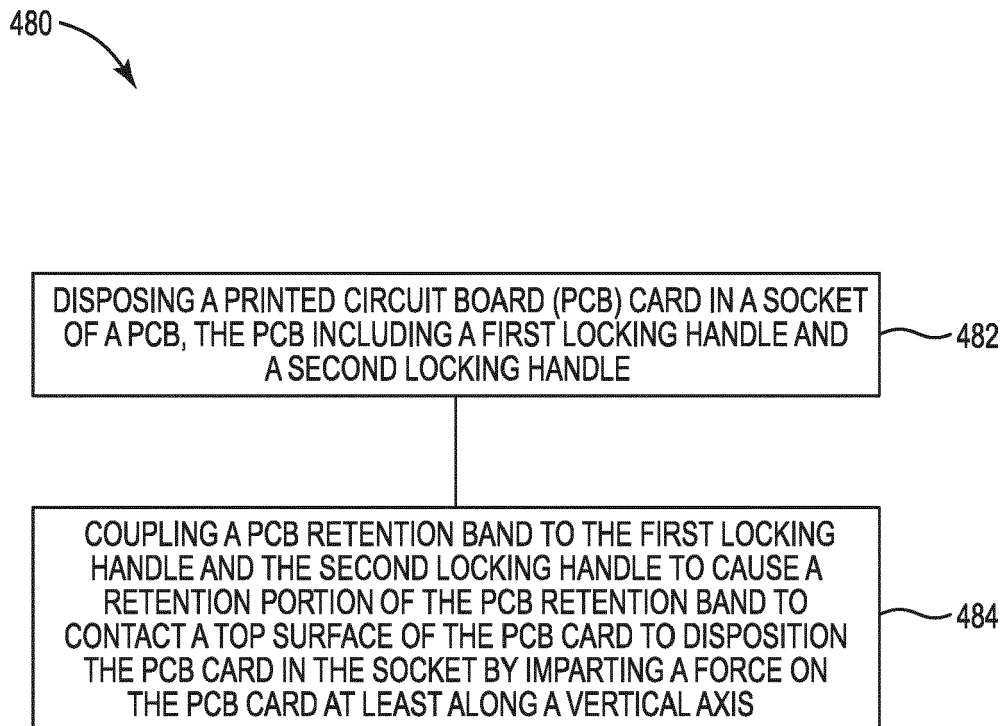 480
DISPOSING A PRINTED CIRCUIT BOARD (PCB) CARD IN A SOCKET
OF A PCB, THE PCB INCLUDING A FIRST LOCKING HANDLE AND
A SECOND LOCKING HANDLE
482
COUPLING A PCB RETENTION BAND TO THE FIRST LOCKING
HANDLE AND THE SECOND LOCKING HANDLE TO CAUSE A
RETENTION PORTION OF THE PCB RETENTION BAND TO
CONTACT A TOP SURFACE OF THE PCB CARD TO DISPOSITION
THE PCB CARD IN THE SOCKET BY IMPARTING A FORCE ON
THE PCB CARD AT LEAST ALONG A VERTICAL AXIS
484